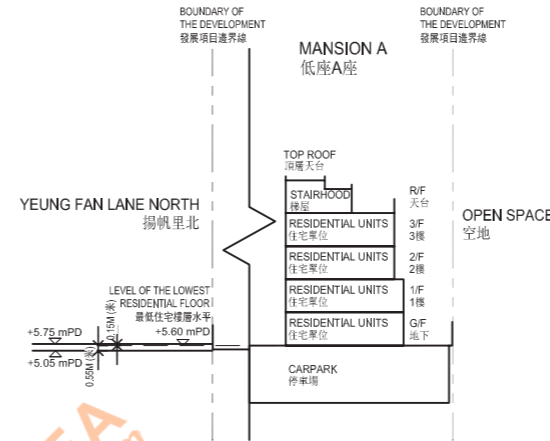 BOUNDARY OF
THE DEVELOPMENT
發展項目邊界線
BOUNDARY OF
THE DEVELOPMENT
發展項目邊界線
MANSION A
低座A座
TOP ROOF
頂層天台
STAIRHOOD
梯屋
R/F
天台
YEUNG FAN LANE NORTH
揚帆里北
OPEN SPACE
空地
RESIDENTIAL UNITS
住宅單位
3/F
3樓
RESIDENTIAL UNITS
住宅單位
2/F
2樓
RESIDENTIAL UNITS
住宅單位
1/F
1樓
RESIDENTIAL UNITS
住宅單位
G/F
地下
LEVEL OF THE LOWEST
RESIDENTIAL FLOOR
最低住宅樓層水平
+5.75 mPD
0.15M (米)
+5.60 mPD
+5.05 mPD
0.55M (米)
CARPARK
停車場